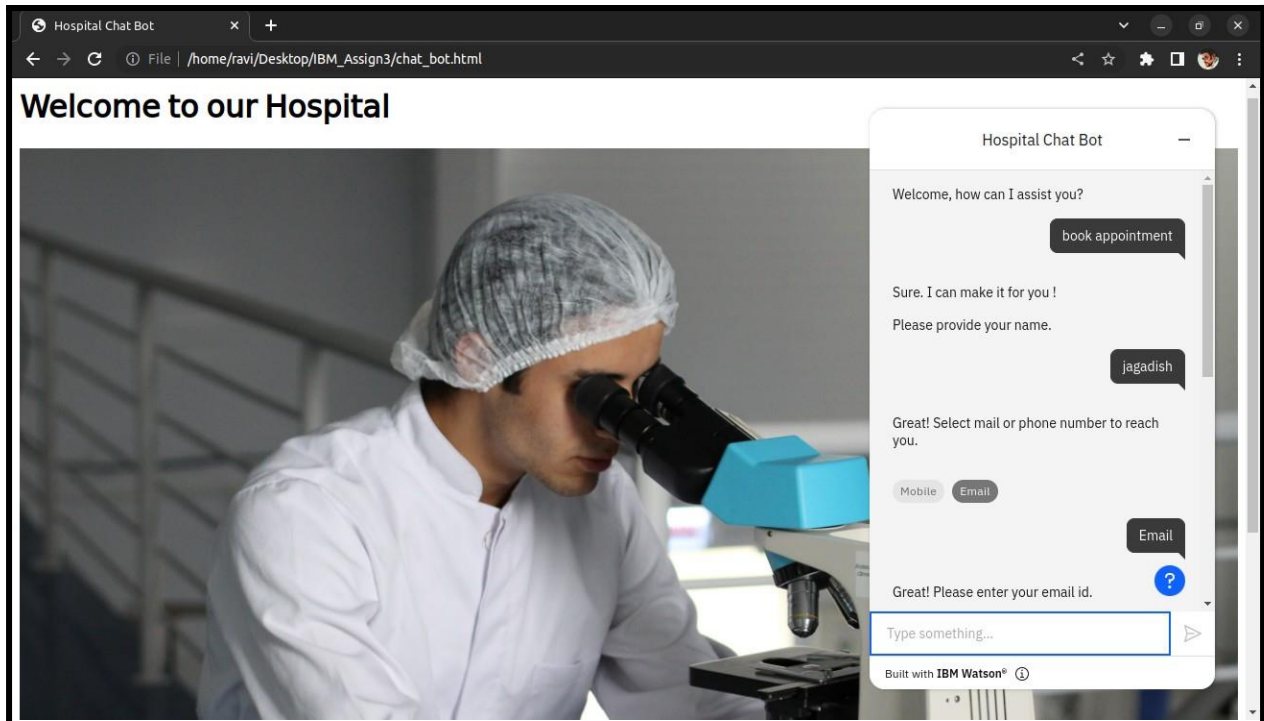 Hospital Chat Bot
File | /home/ravi/Desktop/IBM_Assign3/chat_bot.html
Welcome to our Hospital
Hospital Chat Bot
Welcome, how can I assist you?
book appointment
Sure. I can make it for you !
Please provide your name.
jagadish
Great! Select mail or phone number to reach
you.
Mobile Email
Email
?
Great! Please enter your email id.
Type something...
Built with IBM Watson®